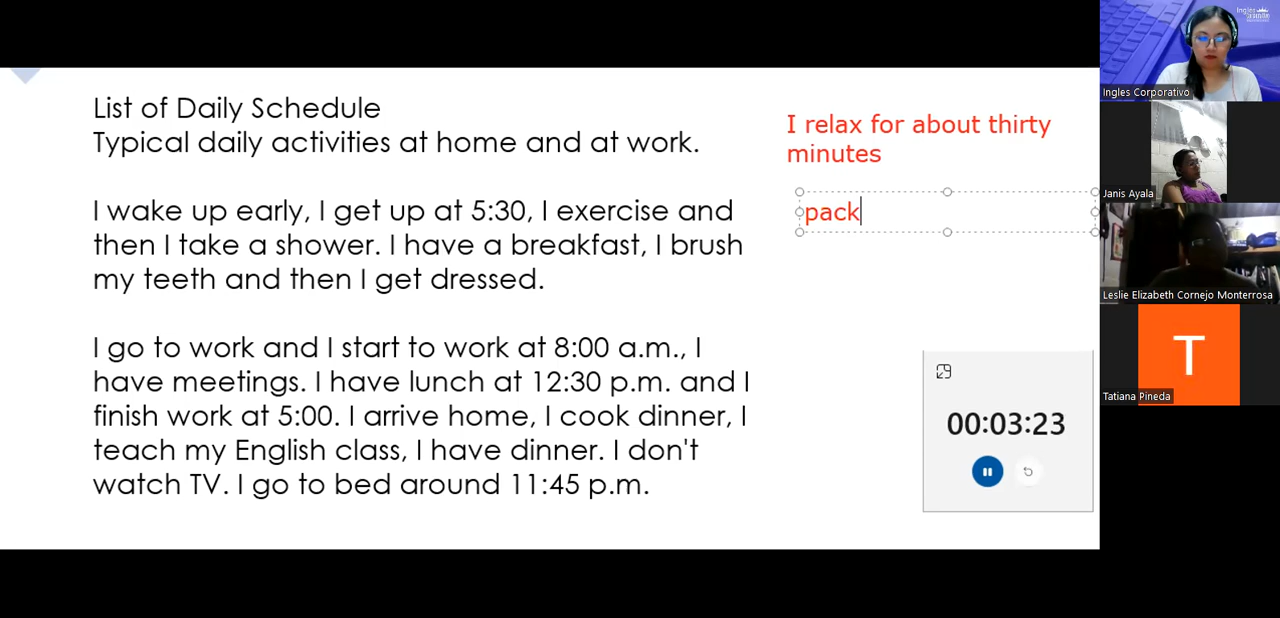 List of Daily Schedule
Typical daily activities at home and at work.
I wake up early, I get up at 5:30, I exercise and
then I take a shower. I have a breakfast, I brush
my teeth and then I get dressed.
I go to work and I start to work at 8:00 a.m., I
have meetings. I have lunch at 12:30 p.m. and I
finish work at 5:00. I arrive home, I cook dinner, I
teach my English class, I have dinner. I don't
watch TV. I go to bed around 11:45 p.m.
I relax for about thirty
minutes
pack
00:03:23
Ingles
Ingles Corporativo
Janis Ayala
Leslie Elizabeth Cornejo Monterrosa
T
Tatiana Pineda